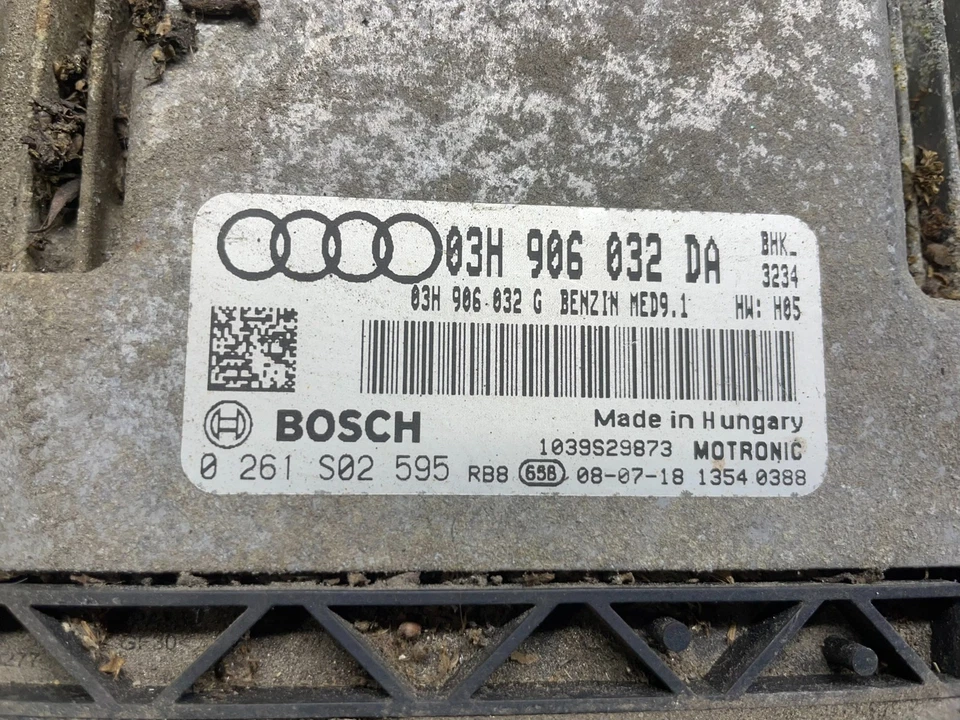 03H 906 032 DA BHK_
3234
03H 906 032 G BENZIN MED9.1 HW: H05
BOSCH Made in Hungary
1039S29873 MOTRONIC
0 261 S02 595 RB8 658 08-07-18 1354 0388